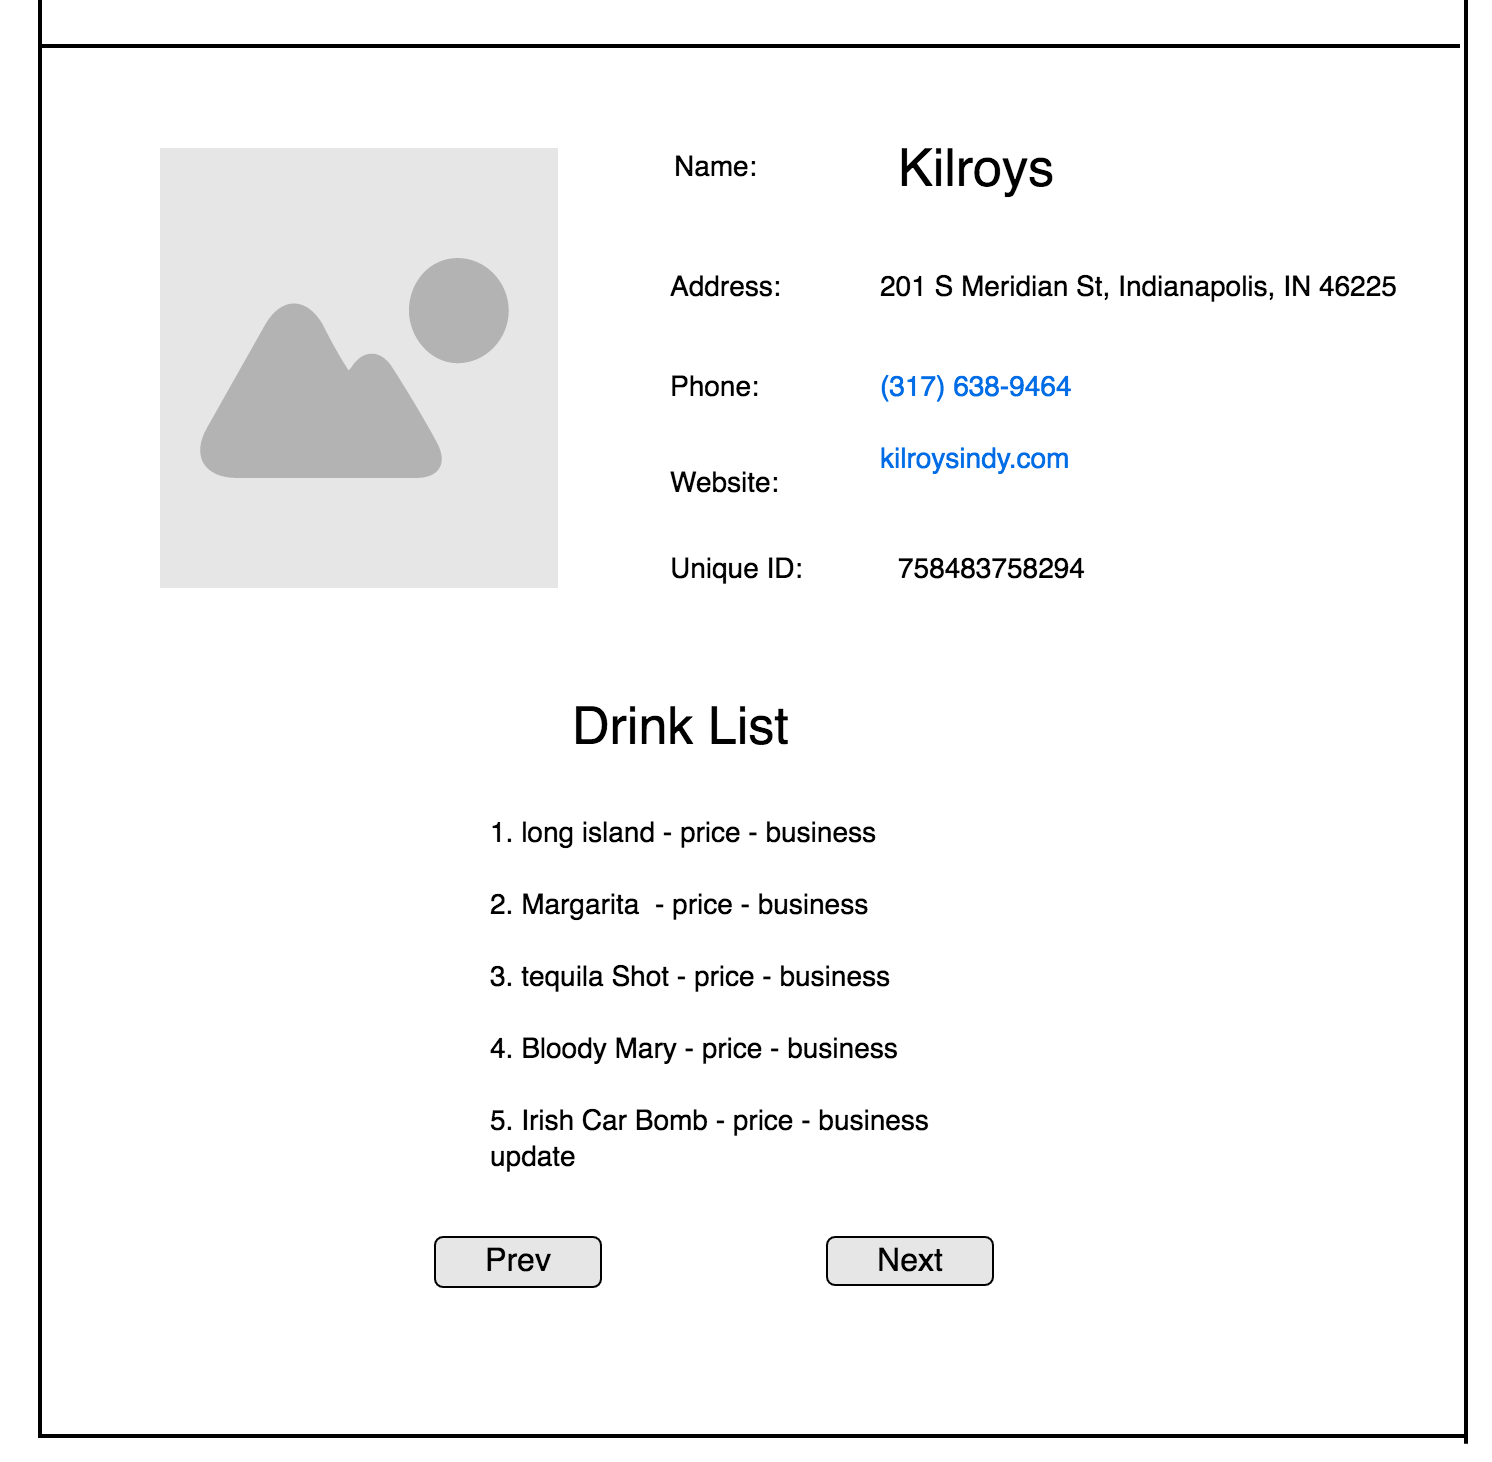 Name: Kilroys
Address: 201 S Meridian St, Indianapolis, IN 46225
Phone: (317) 638-9464
Website: kilroysindy.com
Unique ID: 758483758294
Drink List
1. long island - price - business
2. Margarita  - price - business
3. tequila Shot - price - business
4. Bloody Mary - price - business
5. Irish Car Bomb - price - business
update
Prev Next